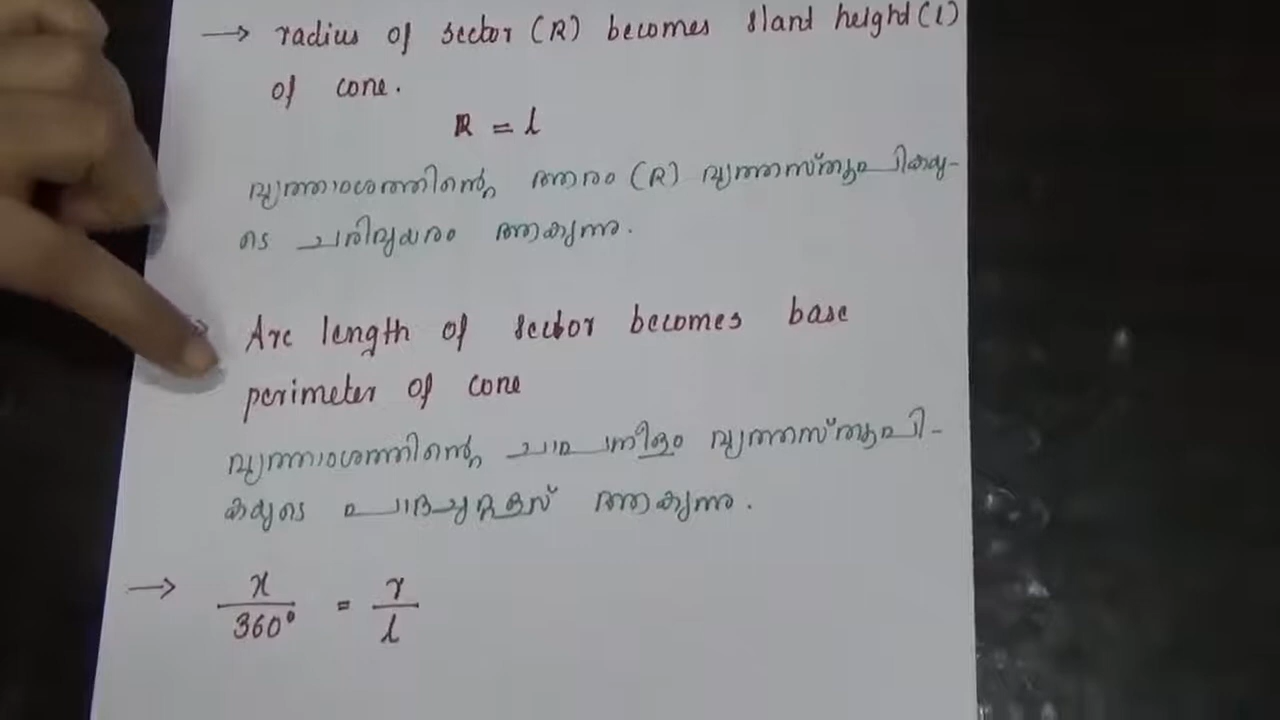 → radius of sector (R) becomes slant height (l)
of cone.
R = l
വൃത്താംശത്തിന്റെ ആരം (R) വൃത്തസ്തൂപികയു-
ടെ ചരിവുയരം ആകുന്നു.
Arc length of sector becomes base
perimeter of cone
വൃത്താംശത്തിന്റെ ചാപനീളം വൃത്തസ്തൂപി-
കയുടെ പാദചുറ്റളവ് ആകുന്നു.
→ x/360° = r/l